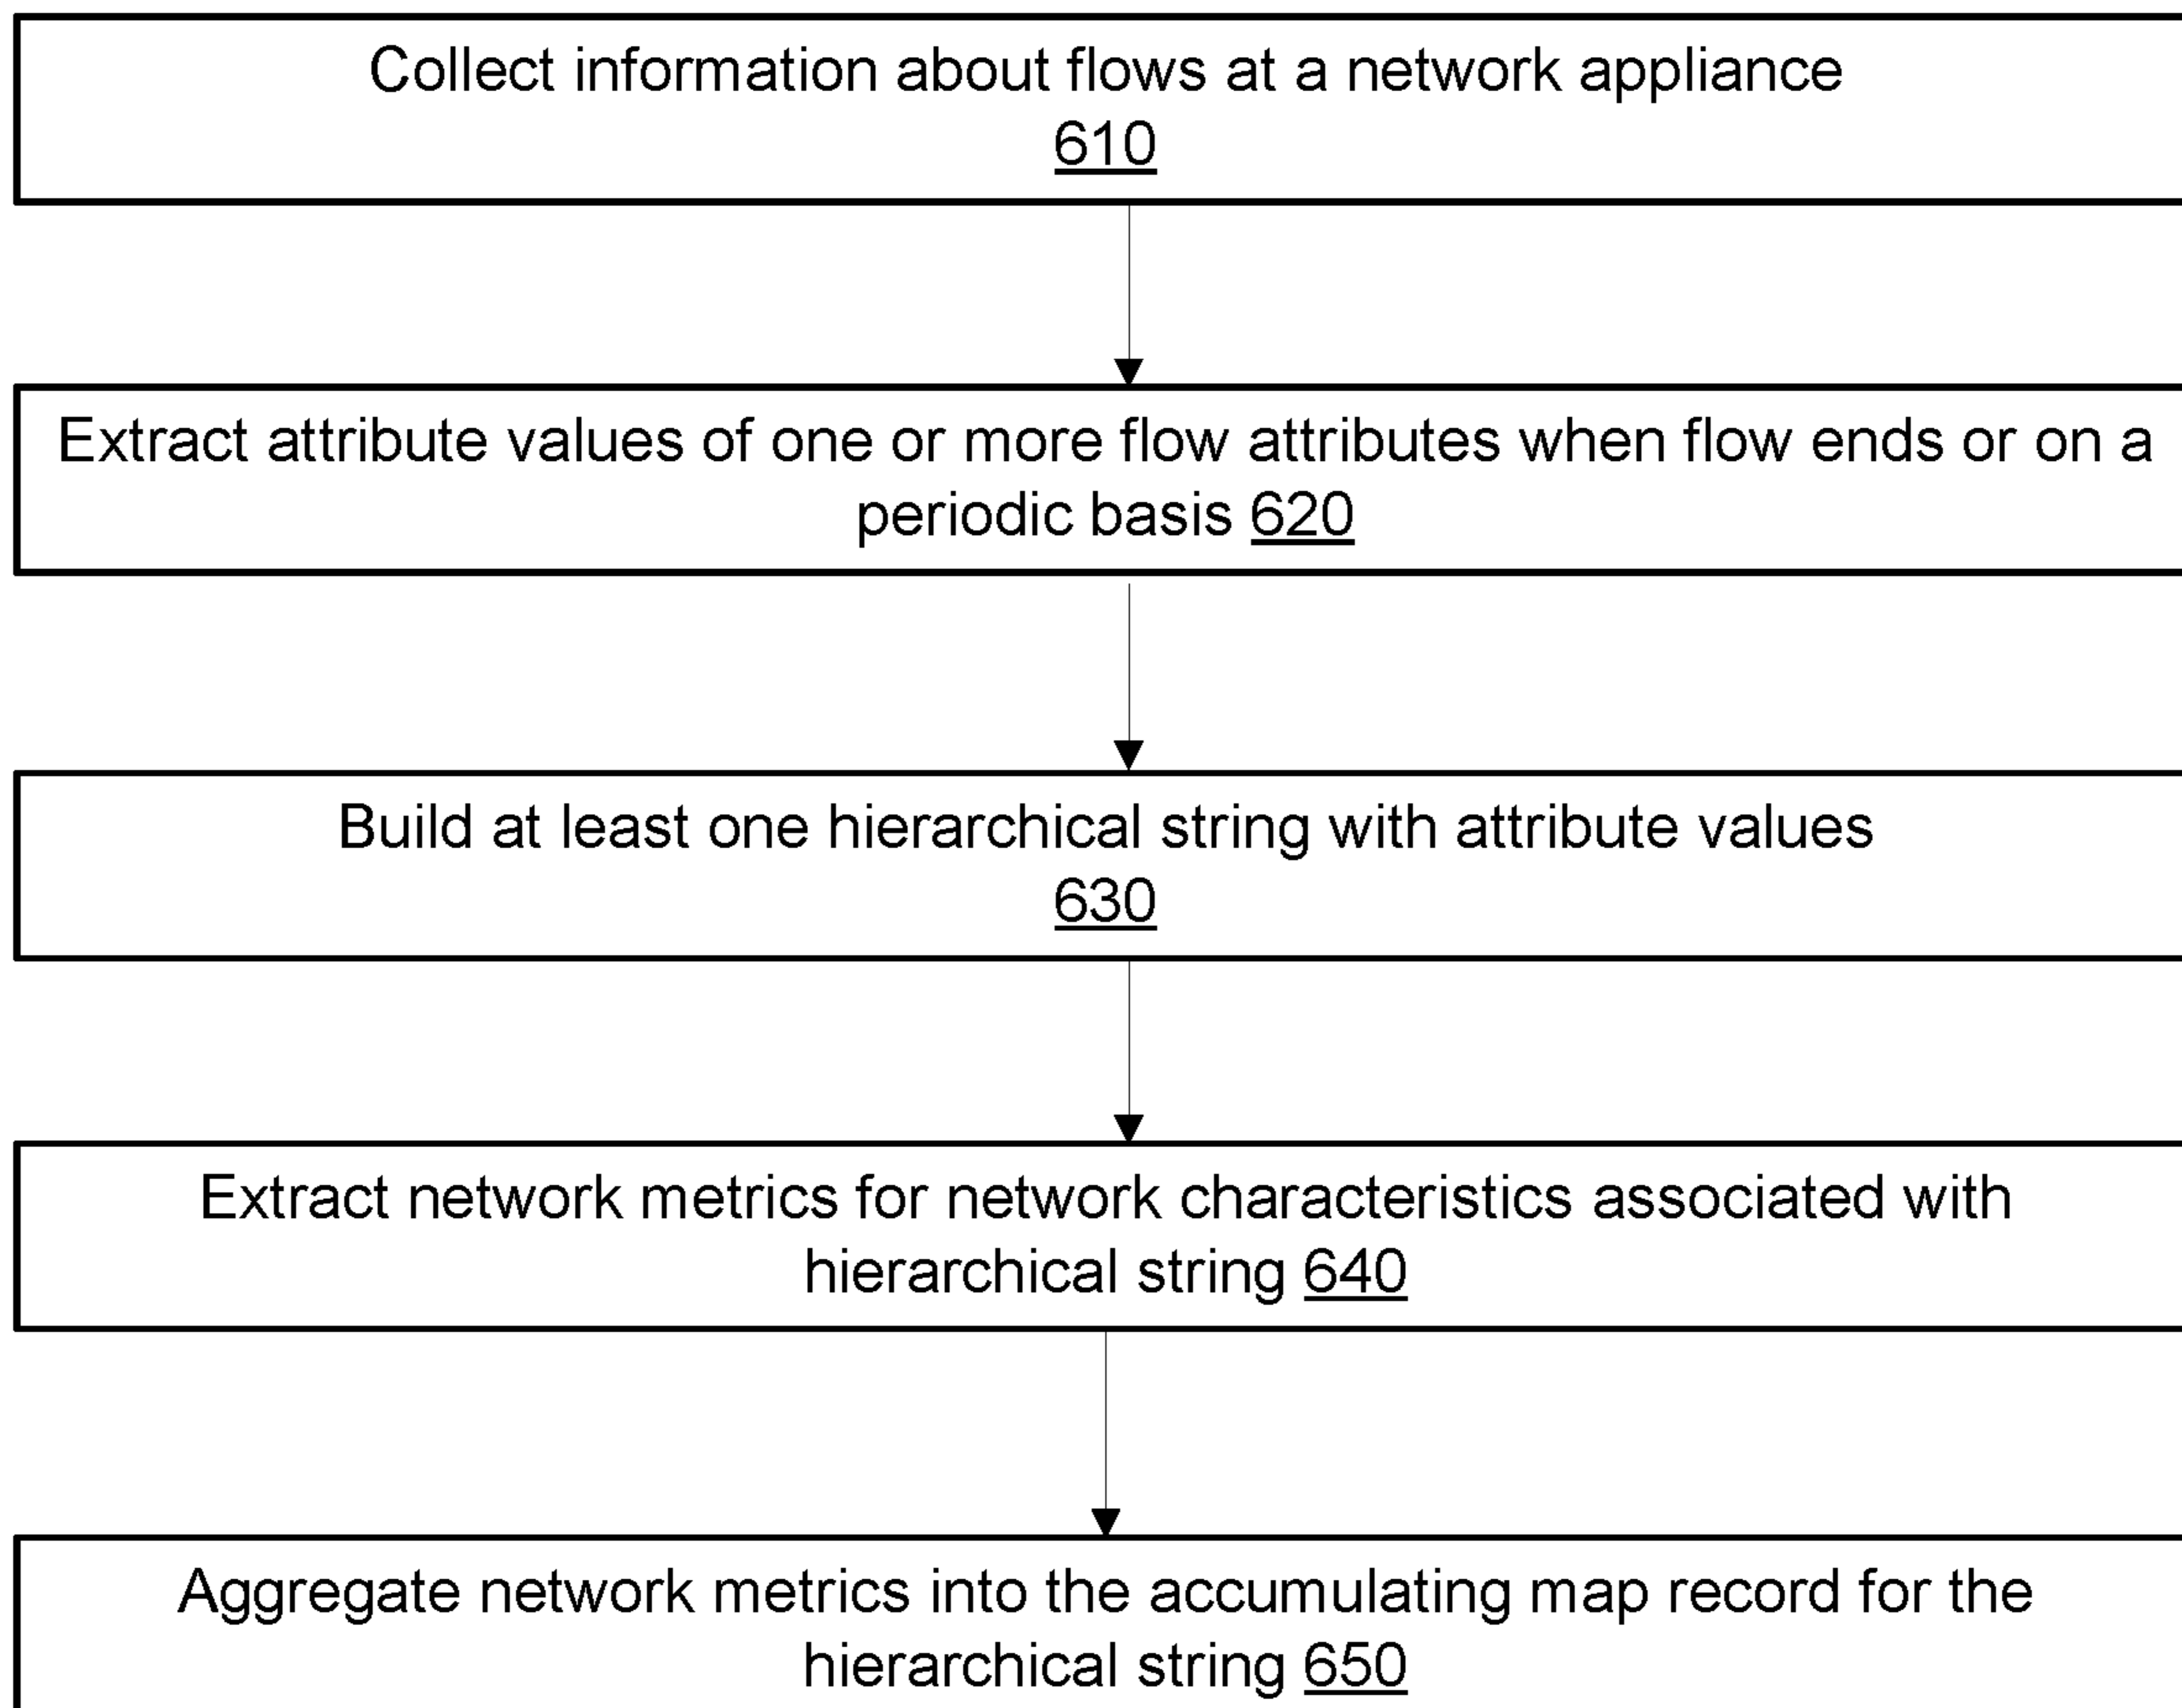 Collect information about flows at a network appliance
610
Extract attribute values of one or more flow attributes when flow ends or on a
periodic basis 620
Build at least one hierarchical string with attribute values
630
Extract network metrics for network characteristics associated with
hierarchical string 640
Aggregate network metrics into the accumulating map record for the
hierarchical string 650